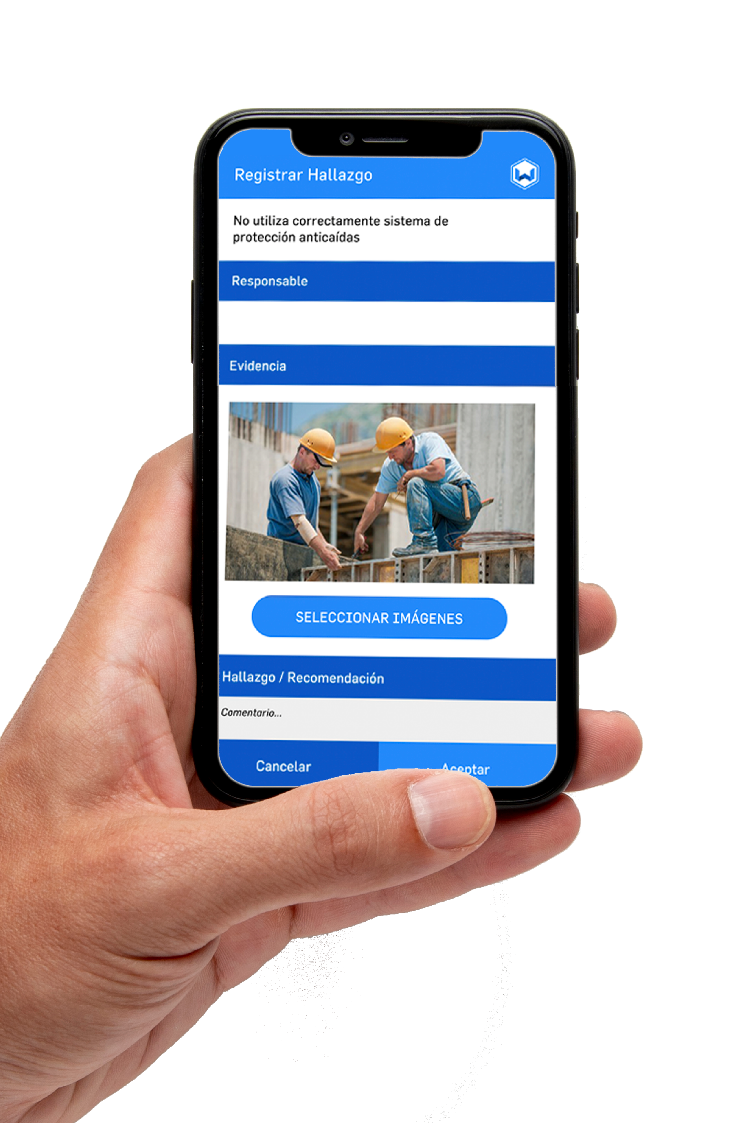 Registrar Hallazgo
No utiliza correctamente sistema de
protección anticaídas
Responsable
Evidencia
SELECCIONAR IMÁGENES
Hallazgo / Recomendación
Comentario...
Cancelar
Aceptar